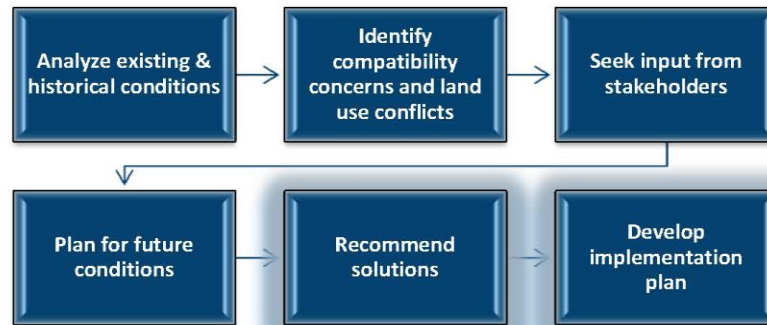 Analyze existing &
historical conditions
Identify
compatibility
concerns and land
use conflicts
Seek input from
stakeholders
Plan for future
conditions
Recommend
solutions
Develop
implementation
plan